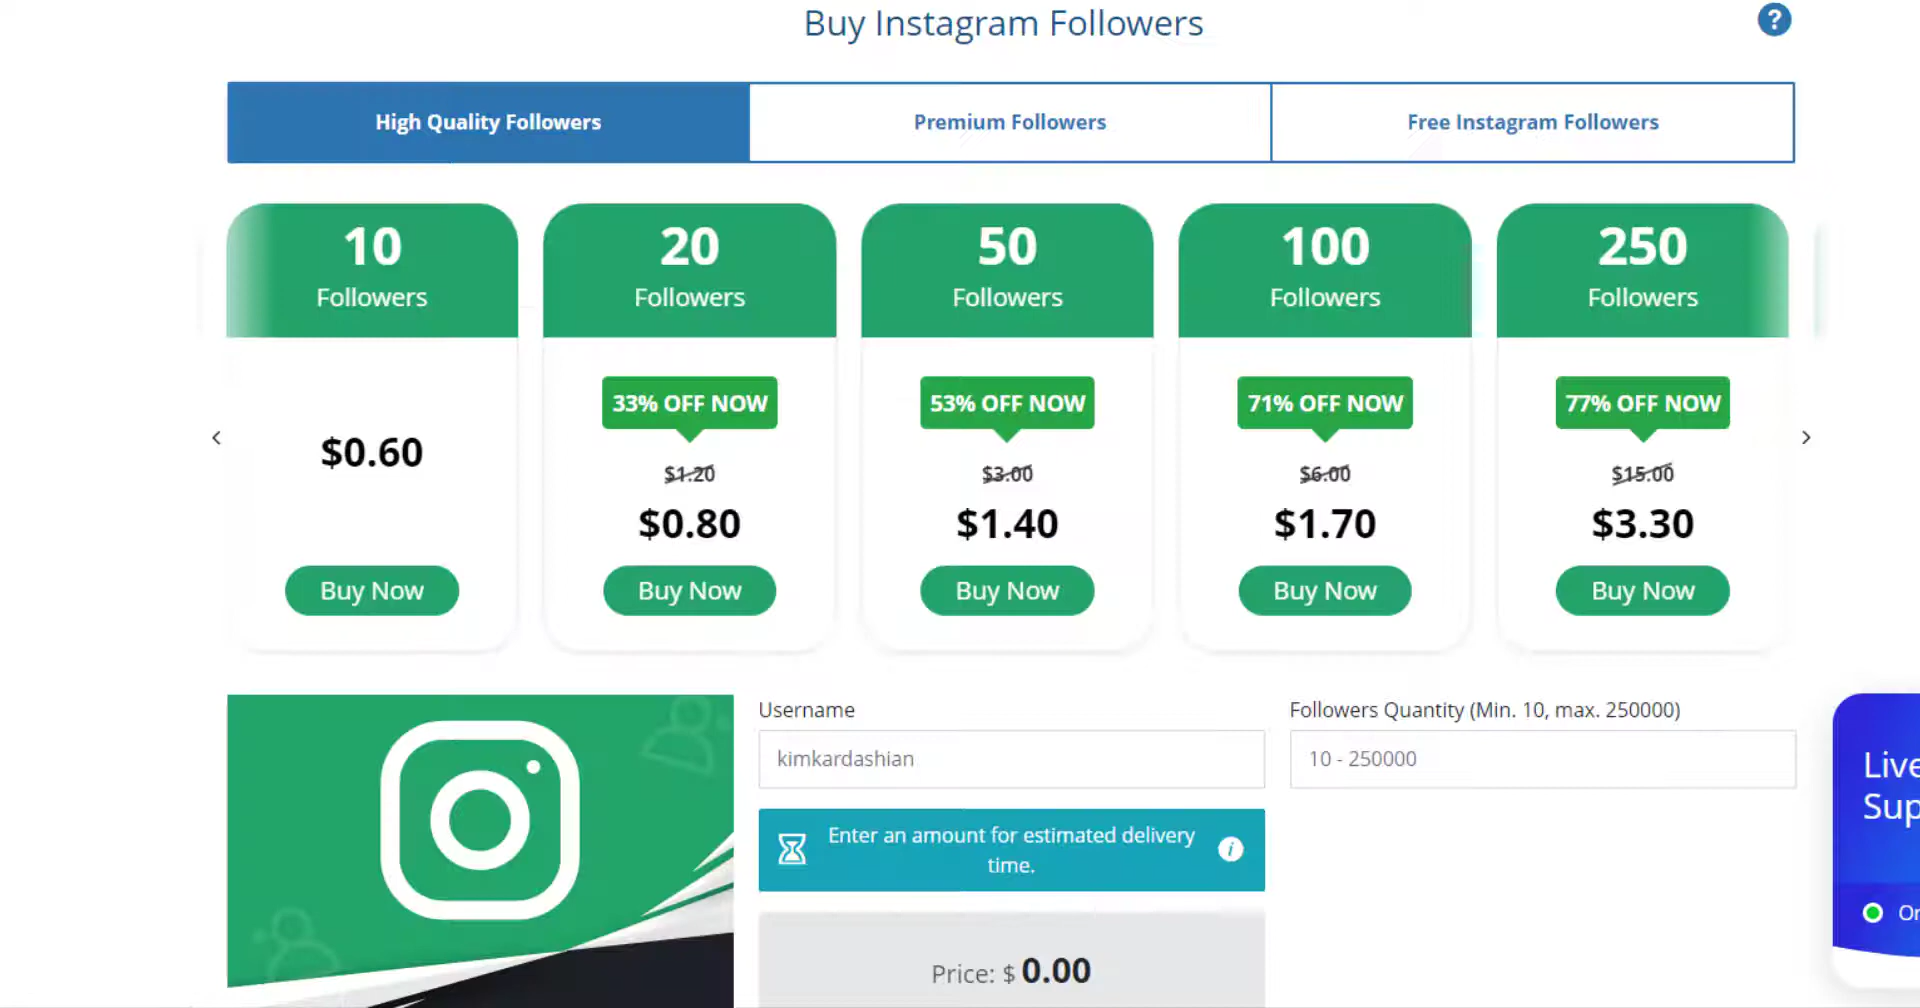 Buy Instagram Followers
?
High Quality Followers
Premium Followers
Free Instagram Followers
10
Followers
$0.60
Buy Now
20
Followers
33% OFF NOW
$1.20
$0.80
Buy Now
50
Followers
53% OFF NOW
$3.00
$1.40
Buy Now
100
Followers
71% OFF NOW
$6.00
$1.70
Buy Now
250
Followers
77% OFF NOW
$15.00
$3.30
Buy Now
Username
kimkardashian
Followers Quantity (Min. 10, max. 250000)
10 - 250000
Enter an amount for estimated delivery
time.
i
Price: $ 0.00
Live
Sup